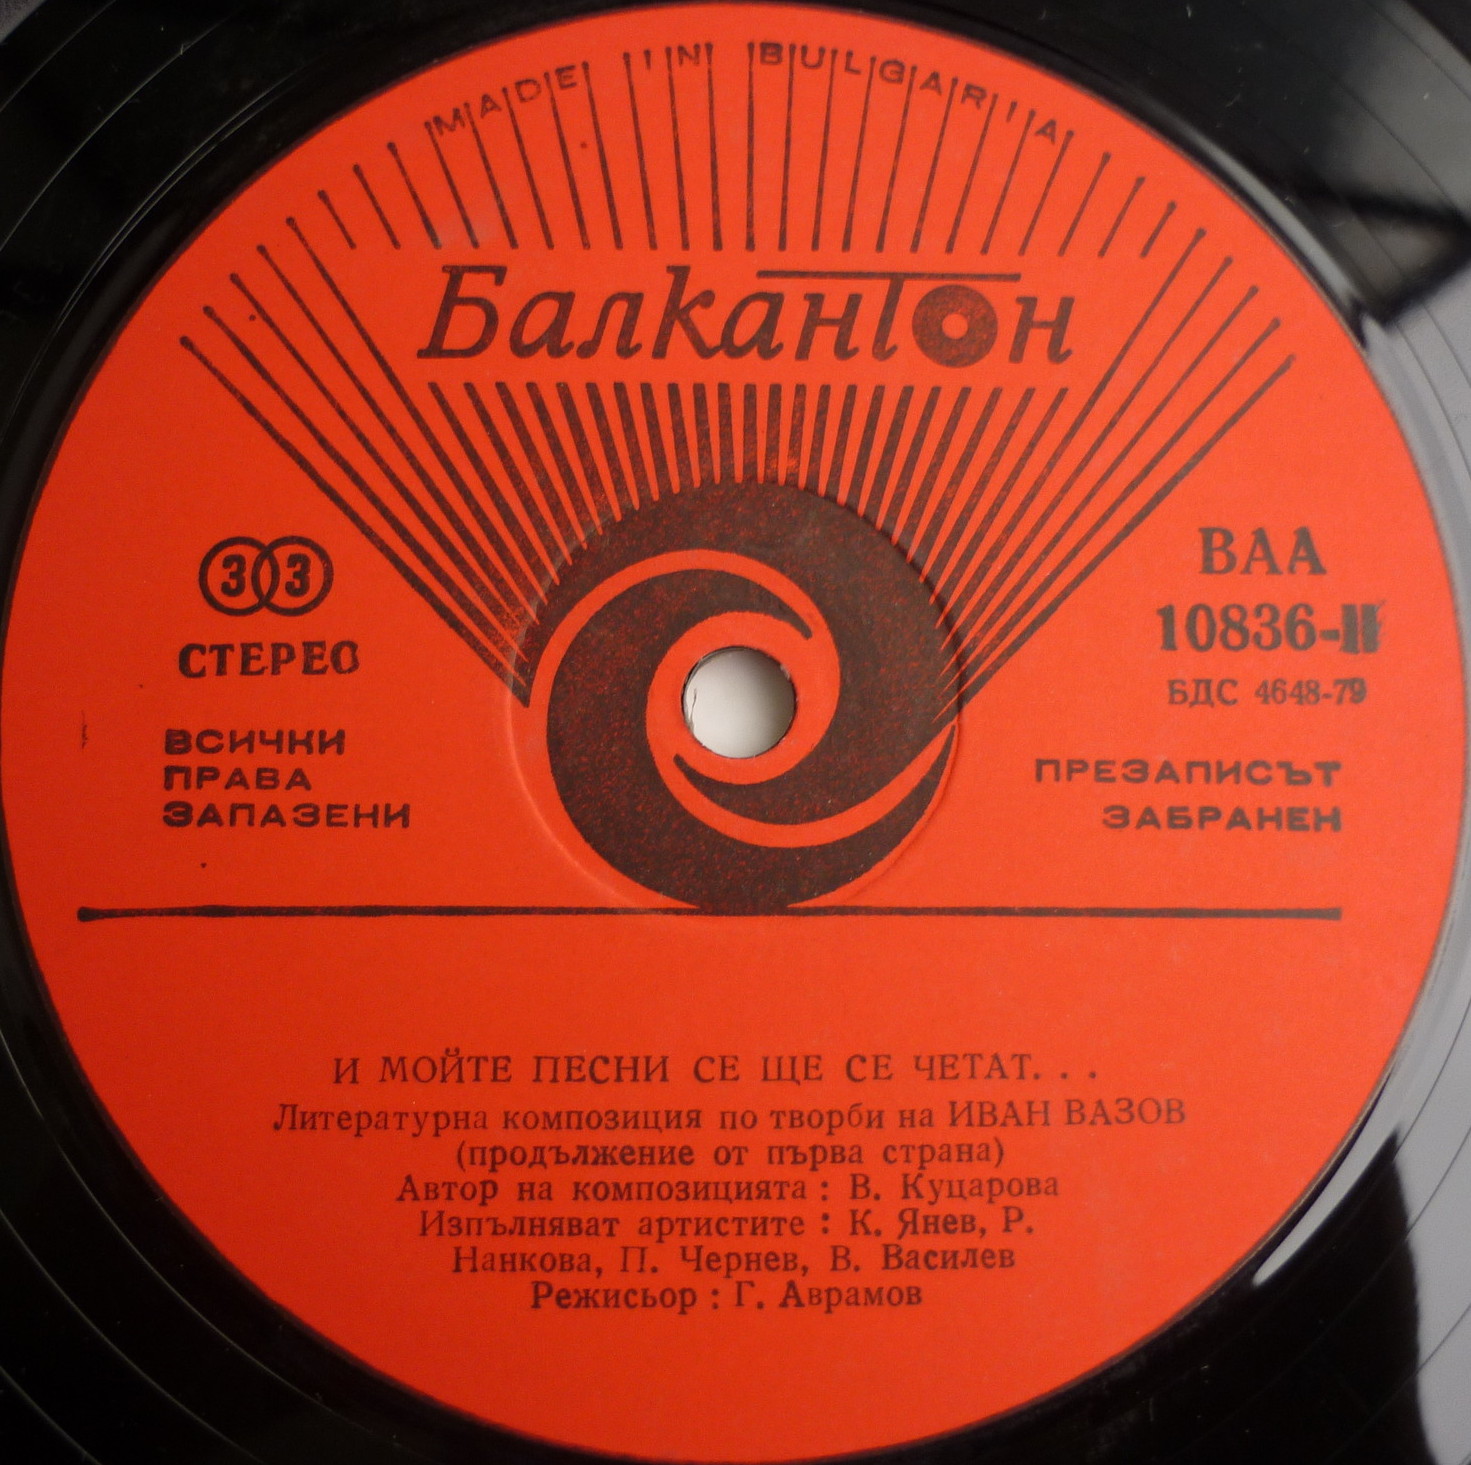 MADE IN BULGARIA
Балкантон
33
СТЕРЕО
ВСИЧКИ
ПРАВА
ЗАПАЗЕНИ
ВАА
10836-II
БДС 4648-79
ПРЕЗАПИСЪТ
ЗАБРАНЕН
И МОЙТЕ ПЕСНИ СЕ ЩЕ СЕ ЧЕТАТ. . .
Литературна композиция по творби на ИВАН ВАЗОВ
(продължение от първа страна)
Автор на композицията : В. Куцарова
Изпълняват артистите : К. Янев, Р.
Нанкова, П. Чернев, В. Василев
Режисьор : Г. Аврамов